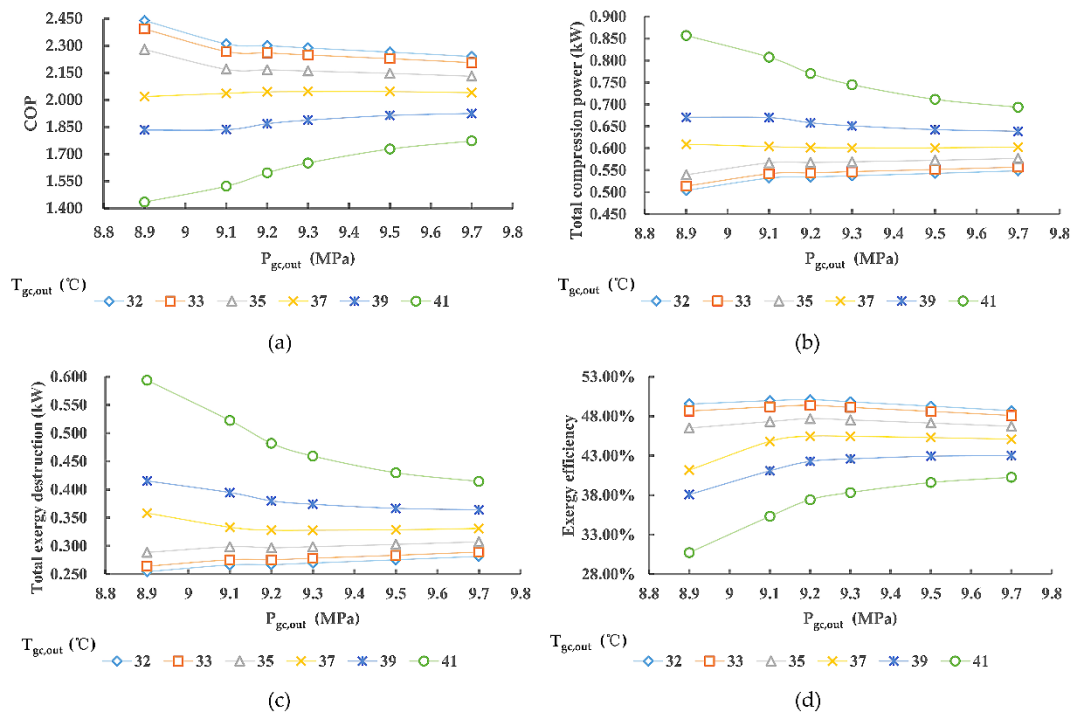 COP
2.450
2.300
2.150
2.000
1.850
1.700
1.550
1.400
8.8 8.9 9 9.1 9.2 9.3 9.4 9.5 9.6 9.7 9.8
Pgc,out (MPa)
Tgc,out (℃)
32 33 35 37 39 41
(a)
Total compression power (kW)
0.900
0.850
0.800
0.750
0.700
0.650
0.600
0.550
0.500
0.450
8.8 8.9 9 9.1 9.2 9.3 9.4 9.5 9.6 9.7 9.8
Pgc,out (MPa)
Tgc,out (℃)
32 33 35 37 39 41
(b)
Total exergy destruction (kW)
0.600
0.550
0.500
0.450
0.400
0.350
0.300
0.250
8.8 8.9 9 9.1 9.2 9.3 9.4 9.5 9.6 9.7 9.8
Pgc,out (MPa)
Tgc,out (℃)
32 33 35 37 39 41
(c)
Exergy efficiency
53.00%
48.00%
43.00%
38.00%
33.00%
28.00%
8.8 8.9 9 9.1 9.2 9.3 9.4 9.5 9.6 9.7 9.8
Pgc,out (MPa)
Tgc,out (℃)
32 33 35 37 39 41
(d)